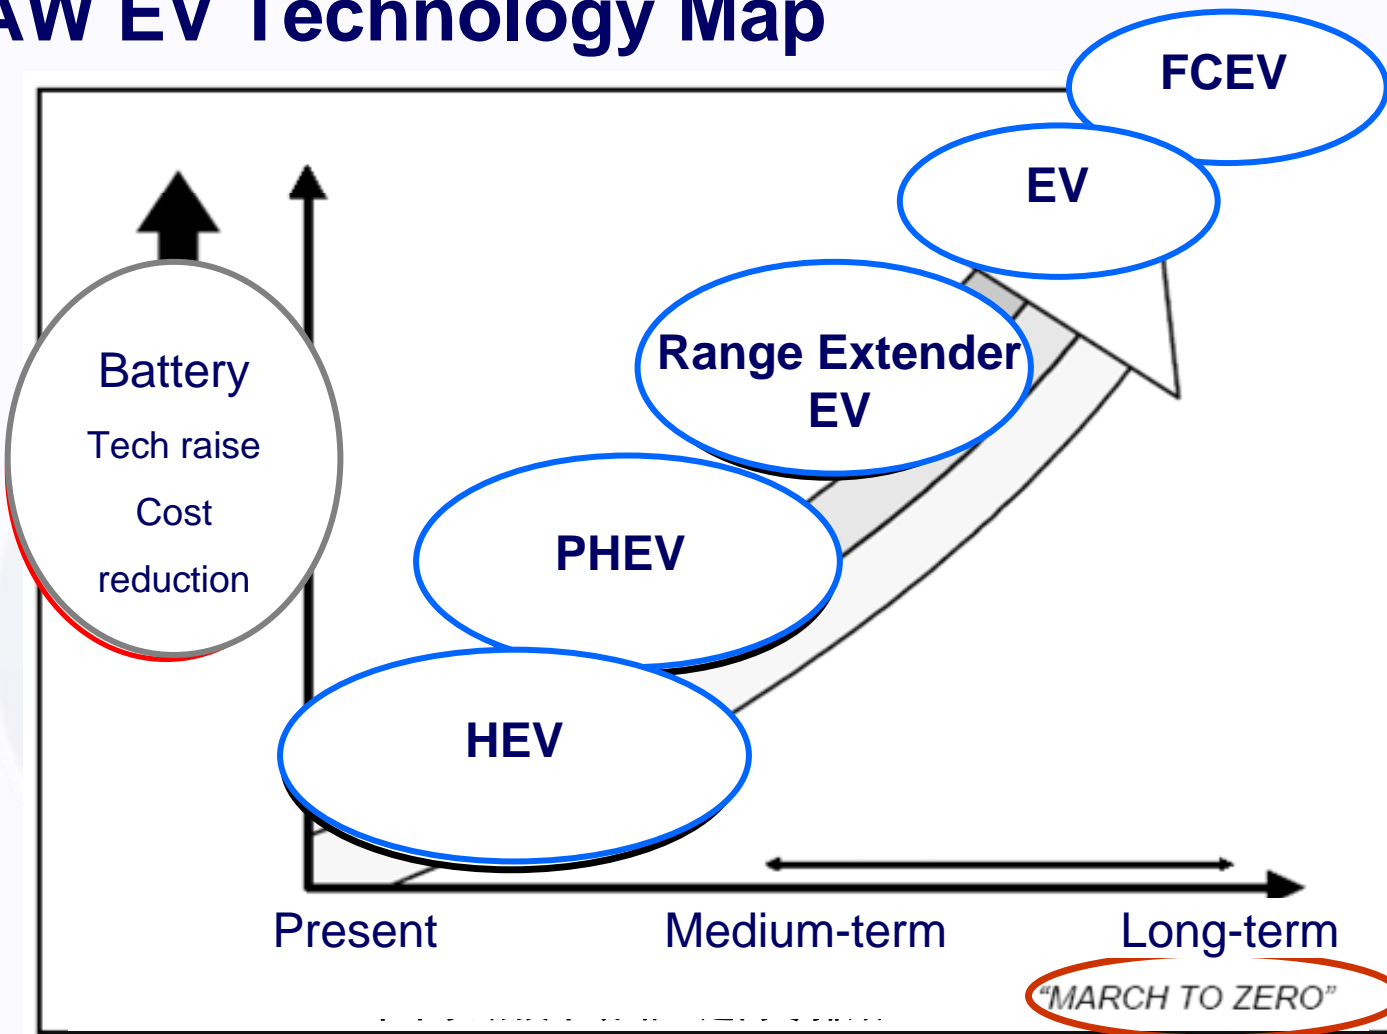 AW EV Technology Map
FCEV
EV
Range Extender
EV
Battery
Tech raise
Cost
reduction
PHEV
HEV
Present
Medium-term
Long-term
“MARCH TO ZERO”